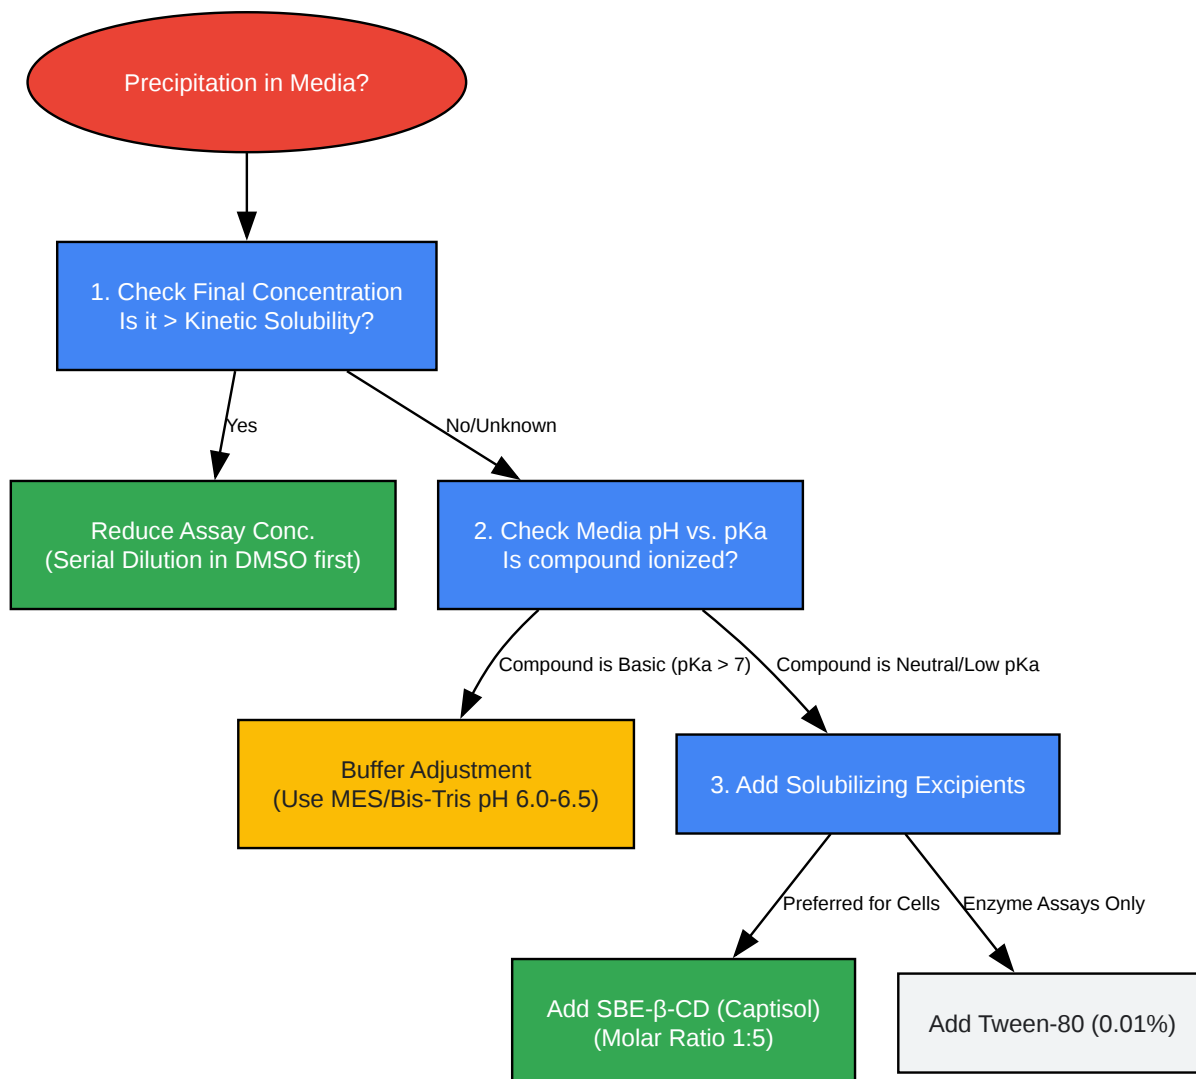 Precipitation in Media?
1. Check Final Concentration
Is it > Kinetic Solubility?
Yes
No/Unknown
Reduce Assay Conc.
(Serial Dilution in DMSO first)
2. Check Media pH vs. pKa
Is compound ionized?
Compound is Basic (pKa > 7)
Compound is Neutral/Low pKa
Buffer Adjustment
(Use MES/Bis-Tris pH 6.0-6.5)
3. Add Solubilizing Excipients
Preferred for Cells
Enzyme Assays Only
Add SBE-β-CD (Captisol)
(Molar Ratio 1:5)
Add Tween-80 (0.01%)